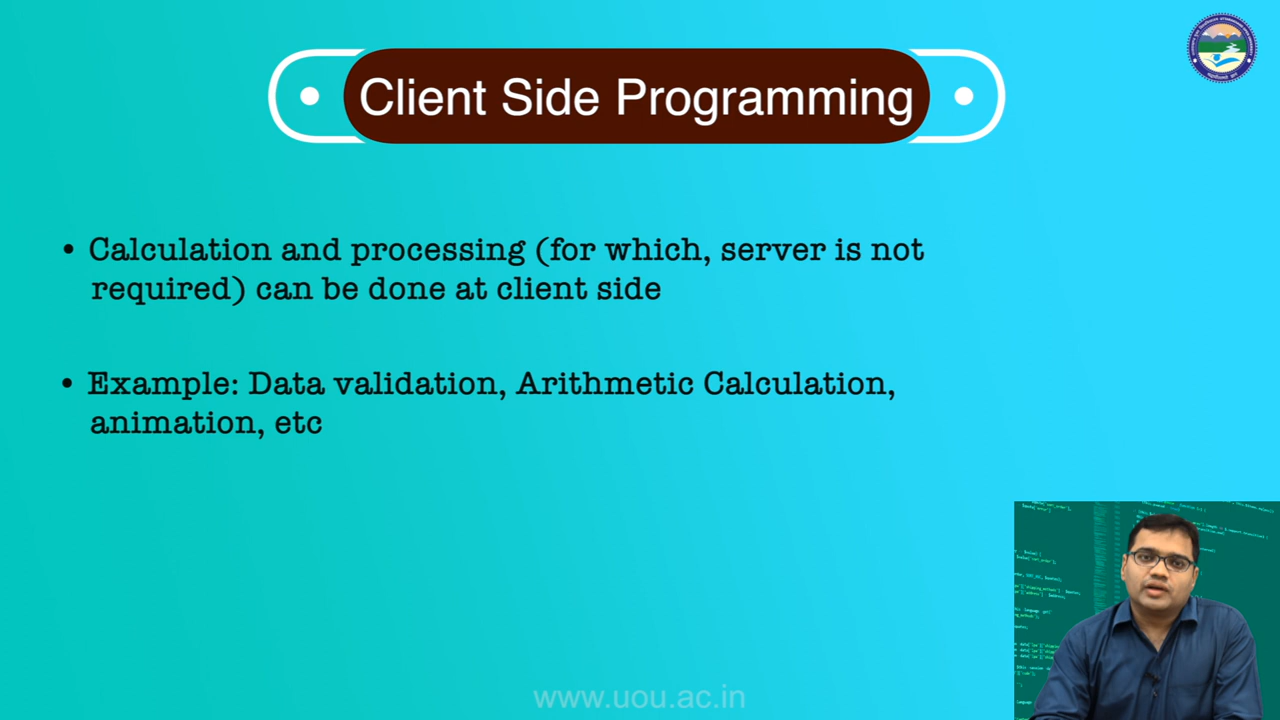 Client Side Programming
• Calculation and processing (for which, server is not
required) can be done at client side
• Example: Data validation, Arithmetic Calculation,
animation, etc
www.uou.ac.in